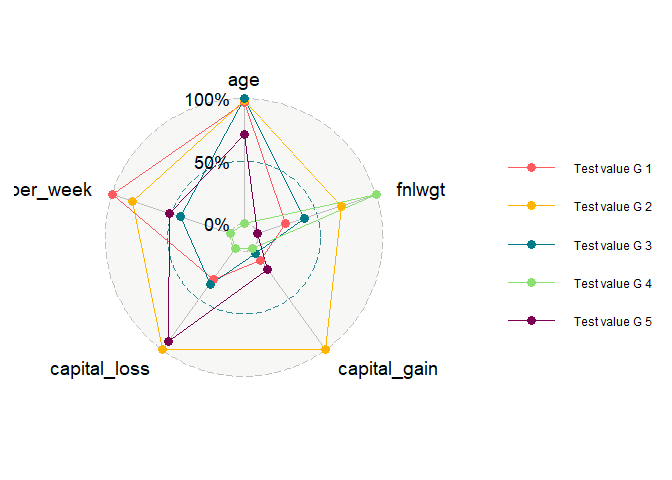 age
100%
50%
per_week
fnlwgt
0%
capital_loss
capital_gain
Test value G 1
Test value G 2
Test value G 3
Test value G 4
Test value G 5